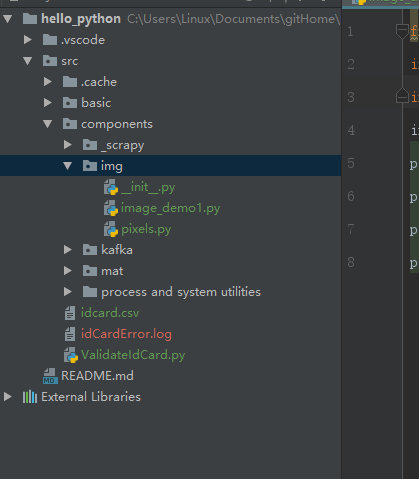 hello_python C:\Users\Linux\Documents\gitHome\
.vscode
src
.cache
basic
components
_scrapy
img
__init__.py
image_demo1.py
pixels.py
kafka
mat
process and system utilities
idcard.csv
idCardError.log
ValidateIdCard.py
README.md
External Libraries
1 f
2 i
3 i
4 i
5 p
6 p
7 p
8 p